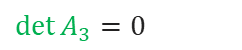 det A₃ = 0